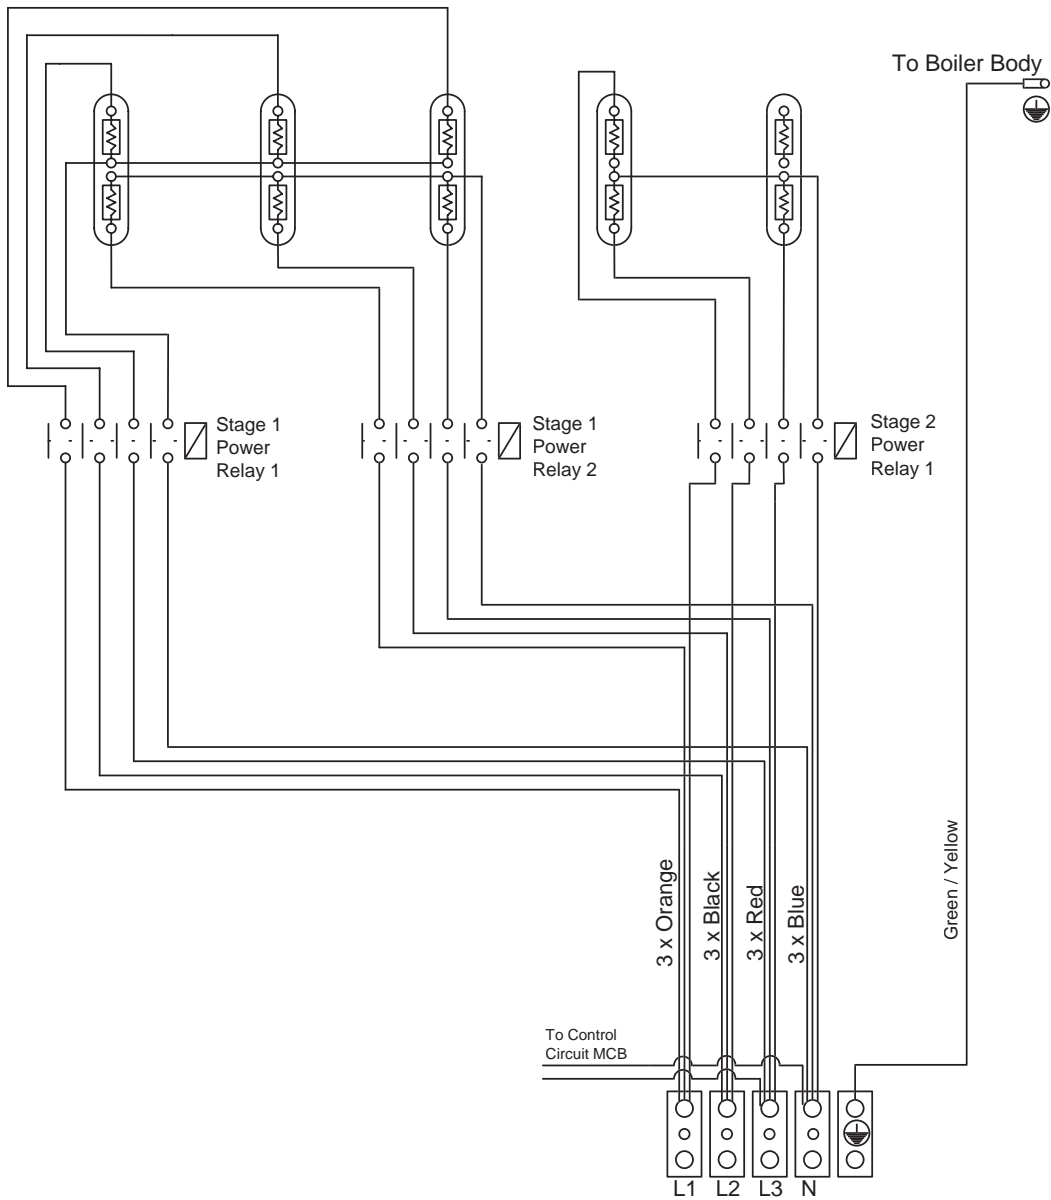 To Boiler Body
Stage 1
Power
Relay 1
Stage 1
Power
Relay 2
Stage 2
Power
Relay 1
3 x Orange
3 x Black
3 x Red
3 x Blue
Green / Yellow
To Control
Circuit MCB
L1
L2
L3
N